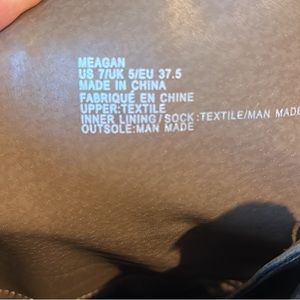 MEAGAN
US 7/UK 5/EU 37.5
MADE IN CHINA
FABRIQUÉ EN CHINE
UPPER:TEXTILE
INNER LINING/SOCK:TEXTILE/MAN MADE
OUTSOLE:MAN MADE